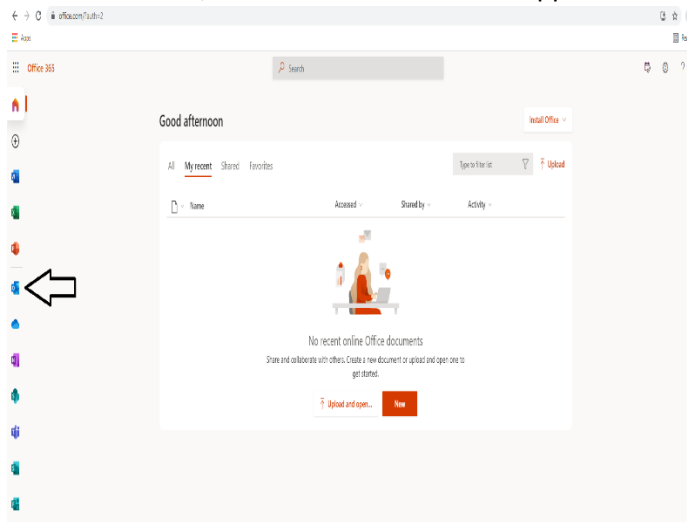 office.com/?auth=2
Apps
Office 365
Search
Good afternoon
Install Office
All My recent Shared Favorites
Type to filter list
Upload
Name Accessed Shared by Activity
No recent online Office documents
Share and collaborate with others. Create a new document or upload and open one to
get started.
Upload and open...
New